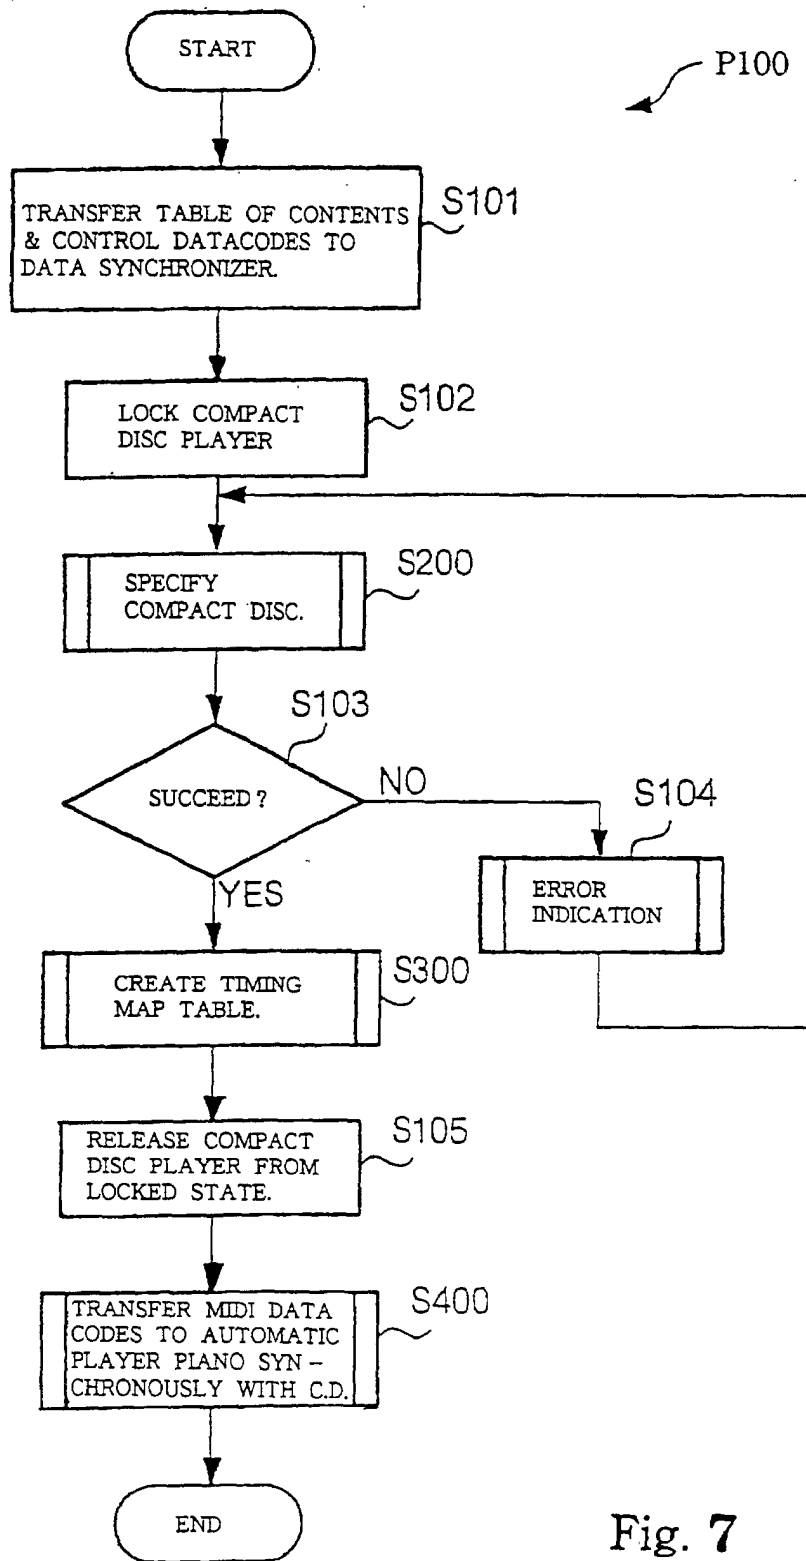 START
P100
S101
TRANSFER TABLE OF CONTENTS
& CONTROL DATACODES TO
DATA SYNCHRONIZER.
S102
LOCK COMPACT
DISC PLAYER
S200
SPECIFY
COMPACT DISC.
S103
SUCCEED?
NO
YES
S104
ERROR
INDICATION
S300
CREATE TIMING
MAP TABLE.
S105
RELEASE COMPACT
DISC PLAYER FROM
LOCKED STATE.
S400
TRANSFER MIDI DATA
CODES TO AUTOMATIC
PLAYER PIANO SYN-
CHRONOUSLY WITH C.D.
END
Fig. 7